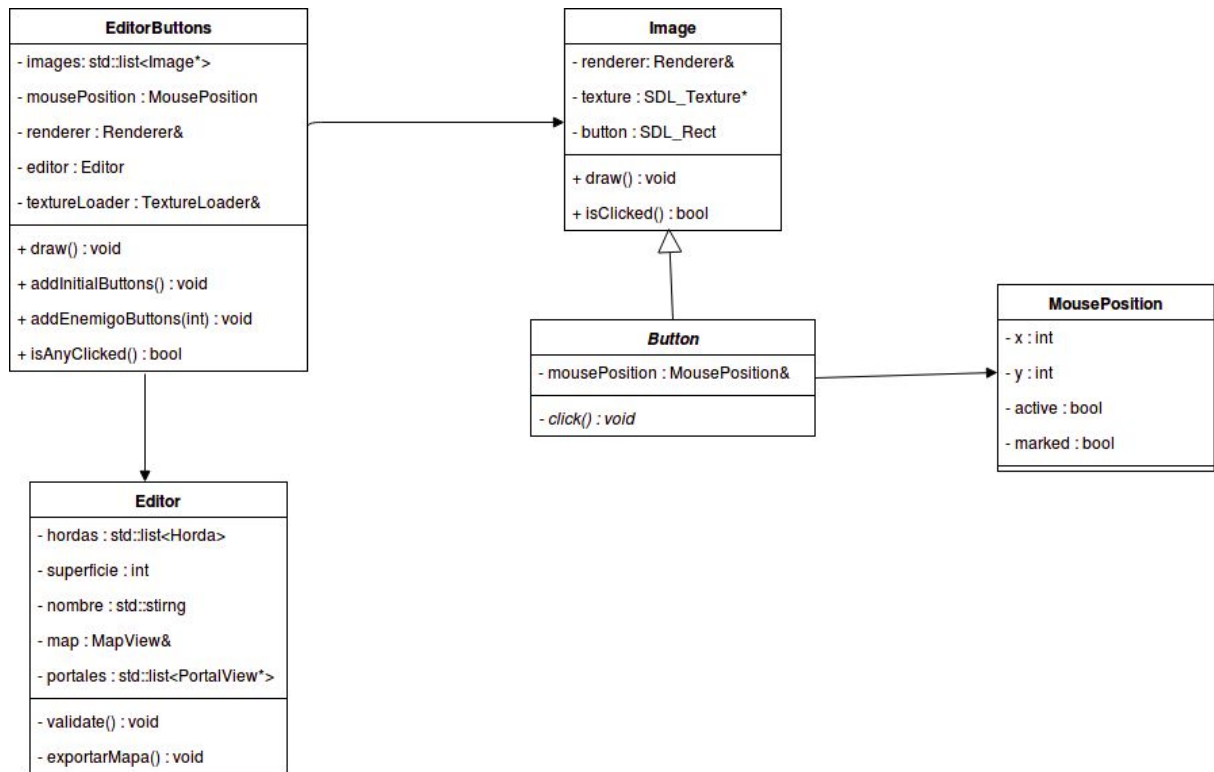 EditorButtons
- images: std::list<Image*>
- mousePosition : MousePosition
- renderer : Renderer&
- editor : Editor
- textureLoader : TextureLoader&
+ draw() : void
+ addInitialButtons() : void
+ addEnemigoButtons(int) : void
+ isAnyClicked() : bool
Image
- renderer: Renderer&
- texture : SDL_Texture*
- button : SDL_Rect
+ draw() : void
+ isClicked() : bool
Button
- mousePosition : MousePosition&
- click() : void
MousePosition
- x : int
- y : int
- active : bool
- marked : bool
Editor
- hordas : std::list<Horda>
- superficie : int
- nombre : std::stirng
- map : MapView&
- portales : std::list<PortalView*>
- validate() : void
- exportarMapa() : void